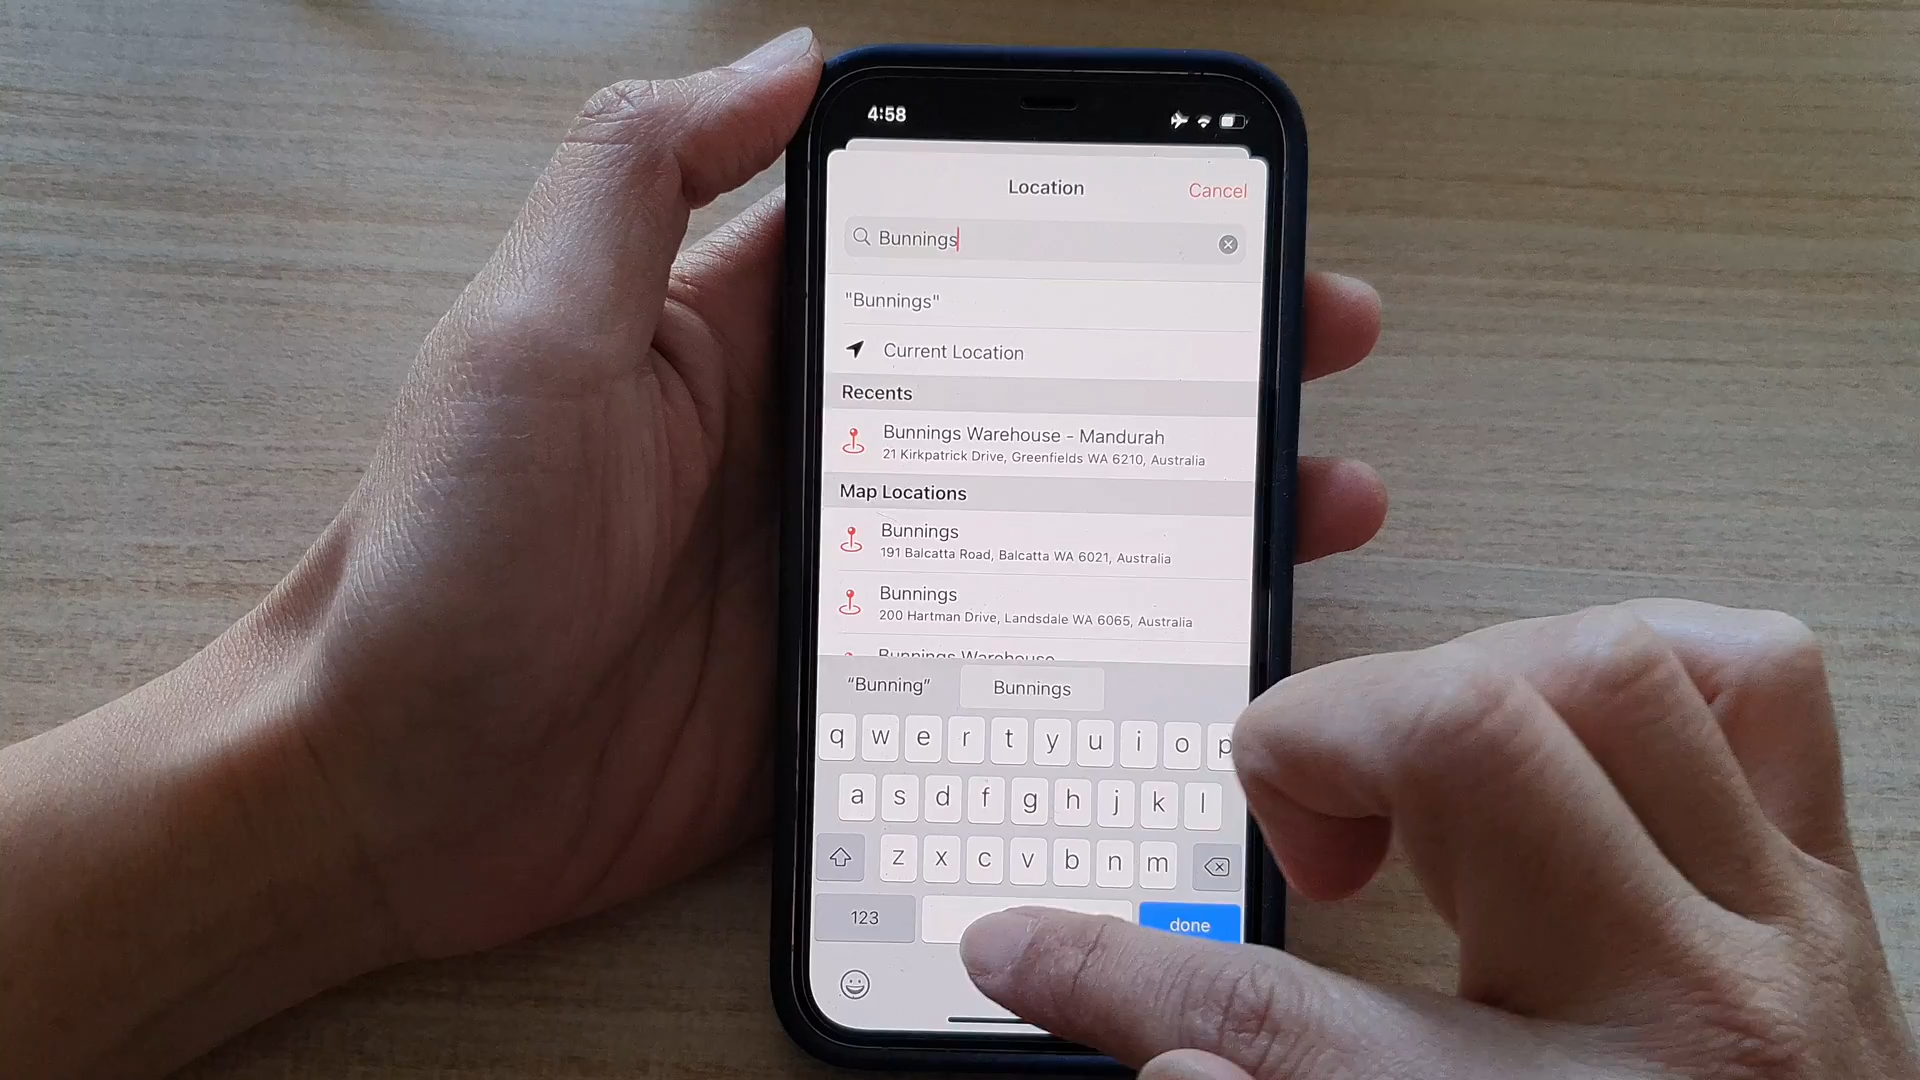 4:58
Location
Cancel
Bunnings
"Bunnings"
Current Location
Recents
Bunnings Warehouse - Mandurah
21 Kirkpatrick Drive, Greenfields WA 6210, Australia
Map Locations
Bunnings
191 Balcatta Road, Balcatta WA 6021, Australia
Bunnings
200 Hartman Drive, Landsdale WA 6065, Australia
Bunnings Warehouse
“Bunning” Bunnings
q w e r t y u i o p
a s d f g h j k l
z x c v b n m
123 done